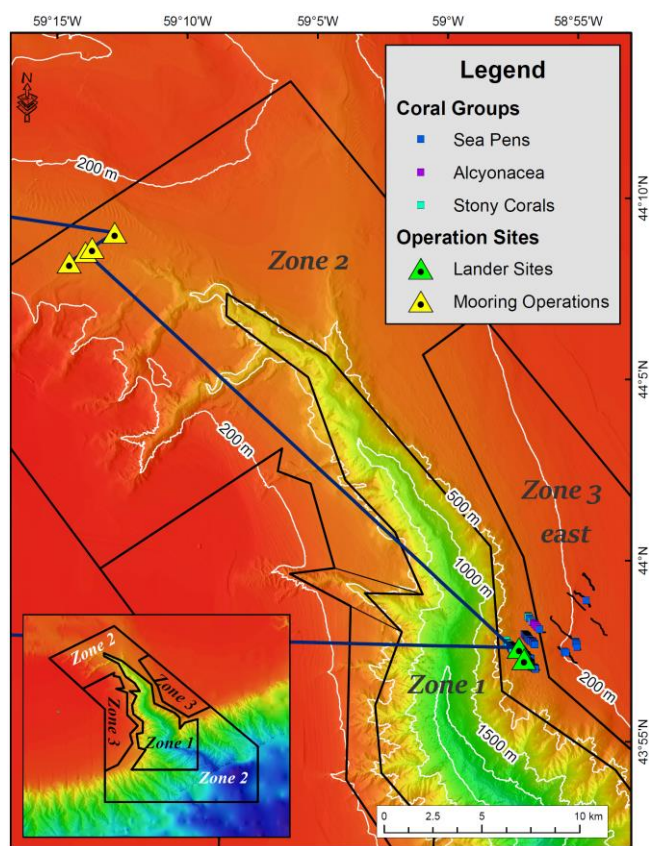 59°15'W 59°10'W 59°5'W 59°W 58°55'W
N
Legend
Coral Groups
Sea Pens
Alcyonacea
Stony Corals
Operation Sites
Lander Sites
Mooring Operations
200 m
44°10'N
Zone 2
44°5'N
200 m
500 m
Zone 3
east
44°N
1000 m
Zone 2
Zone 3
Zone 3
Zone 1
Zone 2
Zone 1
200 m
1500 m
43°55'N
0 2.5 5 10 km